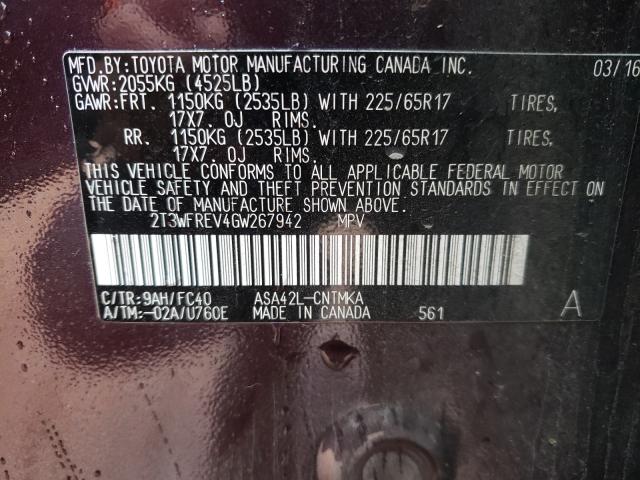 MFD.BY:TOYOTA MOTOR MANUFACTURING CANADA INC. 03/16
GVWR:2055KG (4525LB)
GAWR:FRT. 1150KG (2535LB) WITH 225/65R17 TIRES,
17X7.0J RIMS.
RR. 1150KG (2535LB) WITH 225/65R17 TIRES,
17X7.0J RIMS.
THIS VEHICLE CONFORMS TO ALL APPLICABLE FEDERAL MOTOR
VEHICLE SAFETY AND THEFT PREVENTION STANDARDS IN EFFECT ON
THE DATE OF MANUFACTURE SHOWN ABOVE.
2T3WFREV4GW267942 MPV
C/TR:9AH/FC40 ASA42L-CNTMKA A
A/TM:-02A/U760E MADE IN CANADA 561